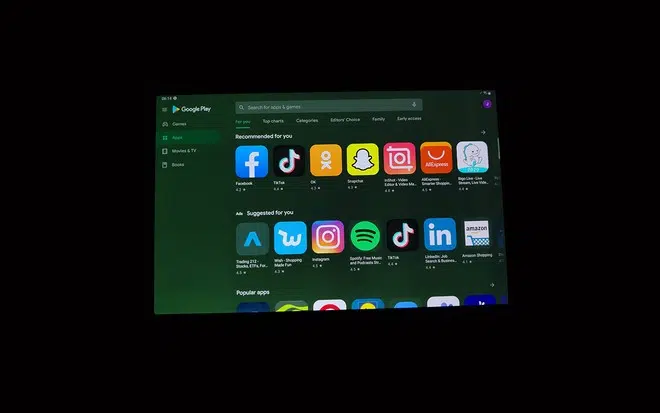 Google Play
Search for apps & games
Games
Apps
Movies & TV
Books
For you
Top charts
Categories
Editors' Choice
Family
Early access
Recommended for you
Facebook
TikTok
OK
Snapchat
InShot - Video
Editor & Video Ma...
AliExpress -
Smarter Shoppin...
Bigo Live - Live
Stream, Live Vide...
AliExpress
Ads Suggested for you
Trading 212 -
Stocks, ETFs, For...
Wish - Shopping
Made Fun
Instagram
Spotify: Free Music
and Podcasts St...
TikTok
LinkedIn: Job
Search & Busines...
amazon
Amazon Shopping
Popular apps